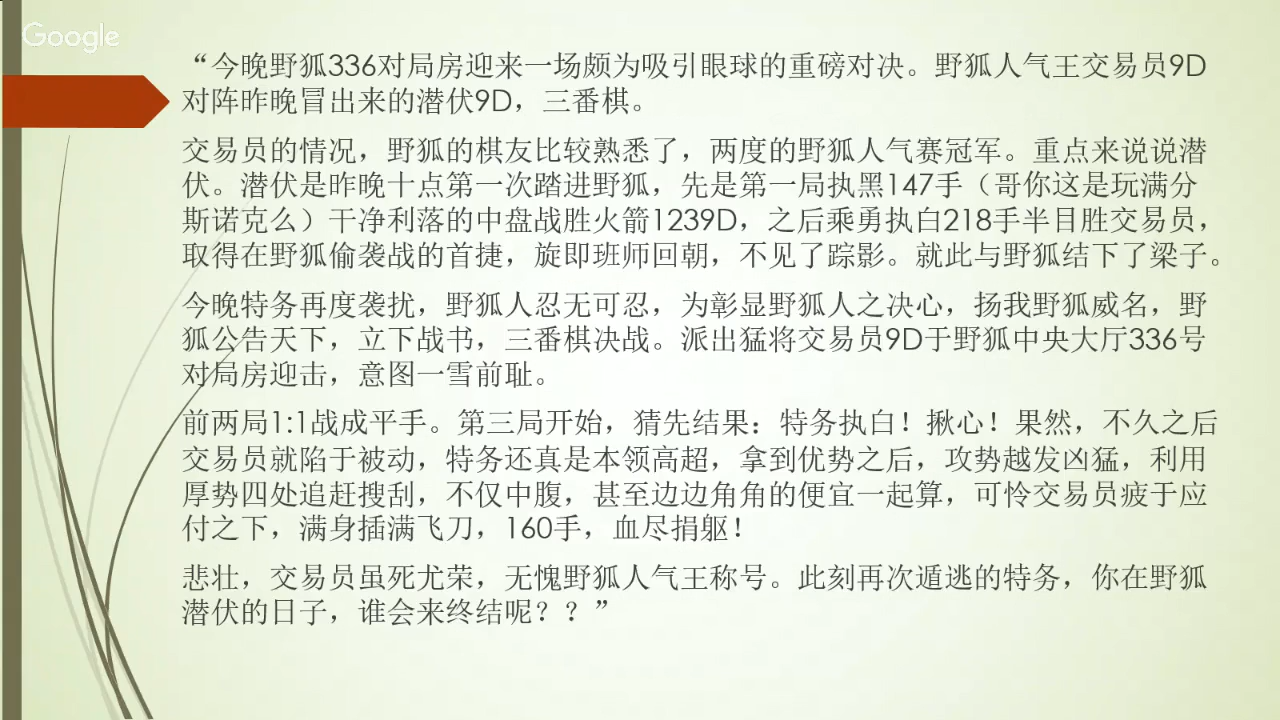 Google
“今晚野狐336对局房迎来一场颇为吸引眼球的重磅对决。野狐人气王交易员9D
对阵昨晚冒出来的潜伏9D，三番棋。
交易员的情况，野狐的棋友比较熟悉了，两度的野狐人气赛冠军。重点来说说潜
伏。潜伏是昨晚十点第一次踏进野狐，先是第一局执黑147手（哥你这是玩满分
斯诺克么）干净利落的中盘战胜火箭1239D，之后乘勇执白218手半目胜交易员，
取得在野狐偷袭战的首捷，旋即班师回朝，不见了踪影。就此与野狐结下了梁子。
今晚特务再度袭扰，野狐人忍无可忍，为彰显野狐人之决心，扬我野狐威名，野
狐公告天下，立下战书，三番棋决战。派出猛将交易员9D于野狐中央大厅336号
对局房迎击，意图一雪前耻。
前两局1:1战成平手。第三局开始，猜先结果：特务执白！揪心！果然，不久之后
交易员就陷于被动，特务还真是本领高超，拿到优势之后，攻势越发凶猛，利用
厚势四处追赶搜刮，不仅中腹，甚至边边角角的便宜一起算，可怜交易员疲于应
付之下，满身插满飞刀，160手，血尽捐躯！
悲壮，交易员虽死尤荣，无愧野狐人气王称号。此刻再次遁逃的特务，你在野狐
潜伏的日子，谁会来终结呢？？”